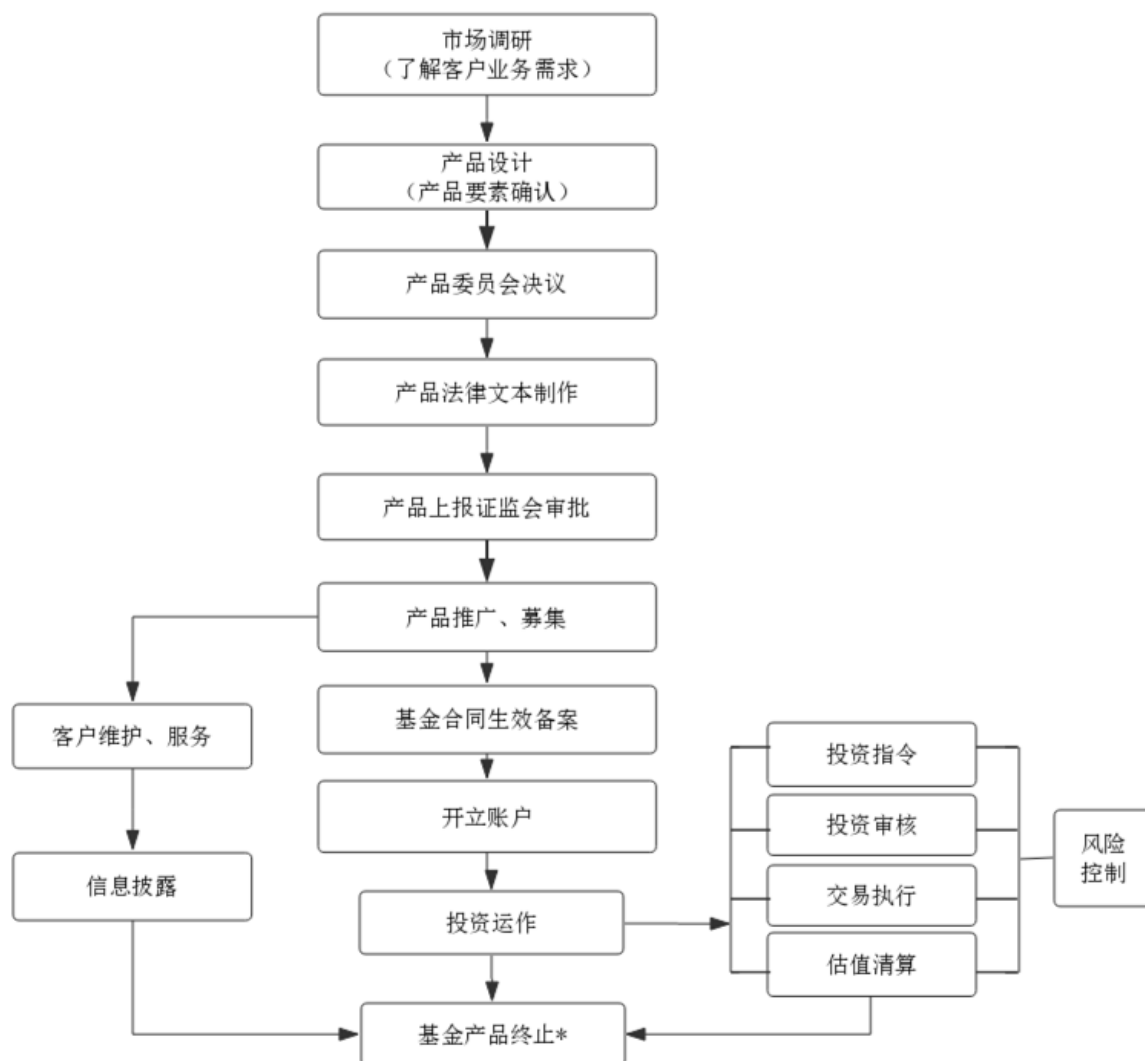 市场调研
（了解客户业务需求）
产品设计
（产品要素确认）
产品委员会决议
产品法律文本制作
产品上报证监会审批
产品推广、募集
基金合同生效备案
客户维护、服务
开立账户
信息披露
投资运作
投资指令
投资审核
交易执行
估值清算
风险
控制
基金产品终止*